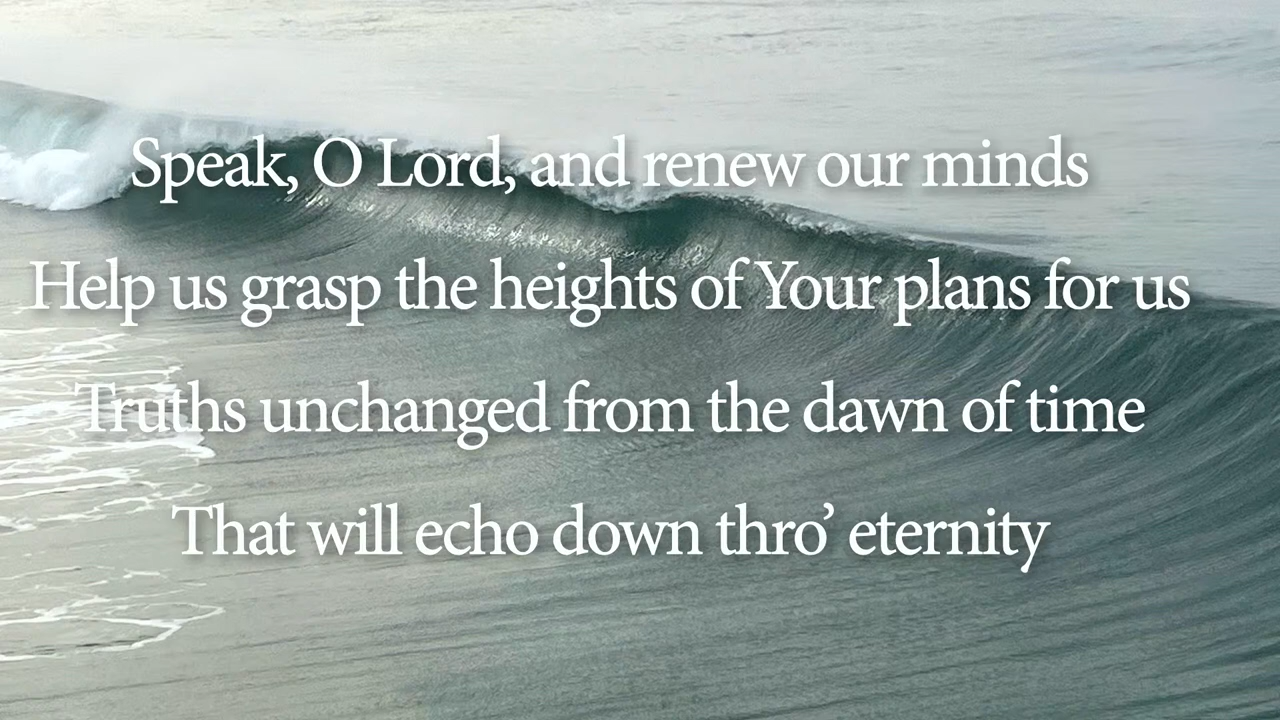 Speak, O Lord, and renew our minds
Help us grasp the heights of Your plans for us
Truths unchanged from the dawn of time
That will echo down thro’ eternity